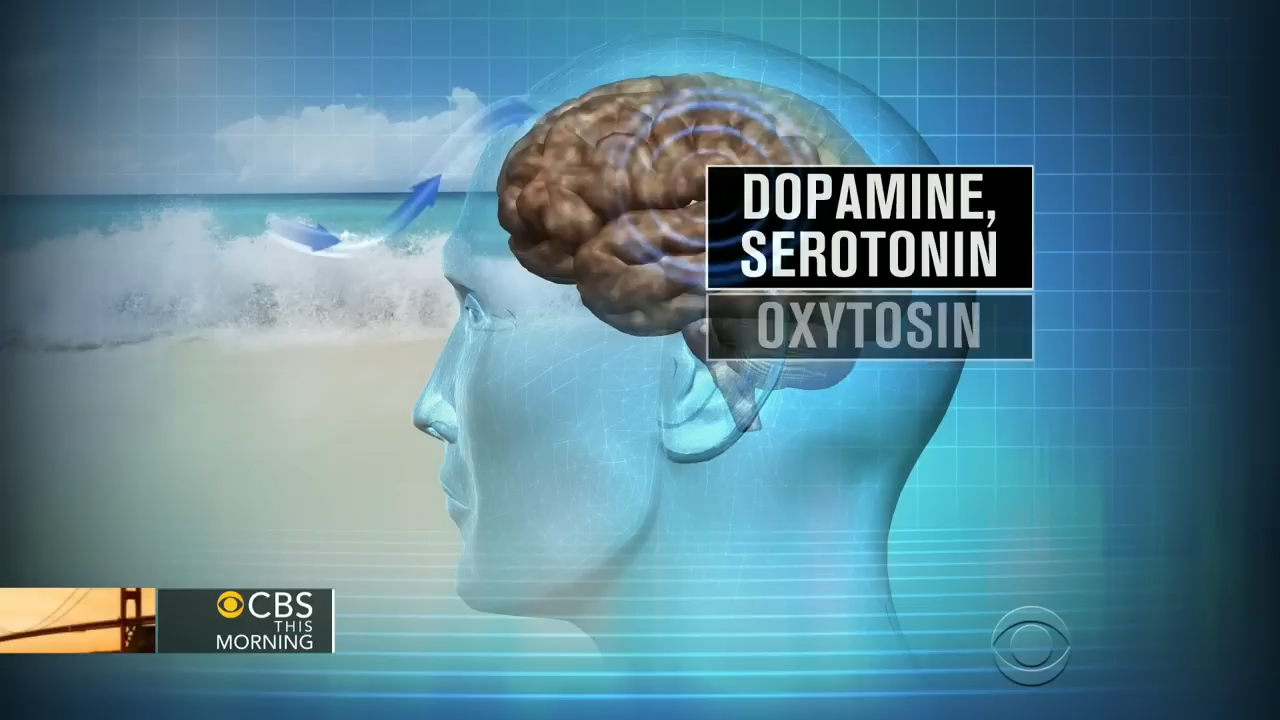 DOPAMINE,
SEROTONIN
OXYTOSIN
CBS
THIS
MORNING